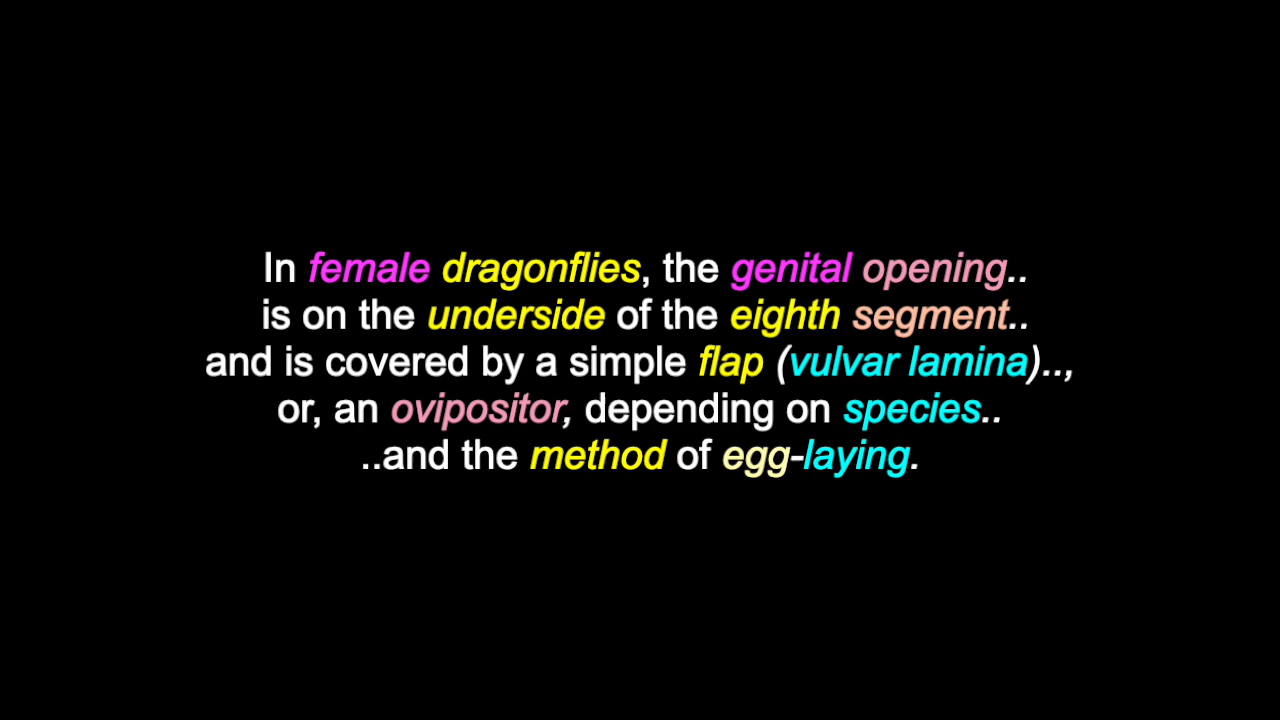 In female dragonflies, the genital opening..
is on the underside of the eighth segment..
and is covered by a simple flap (vulvar lamina)..,
or, an ovipositor, depending on species..
..and the method of egg-laying.